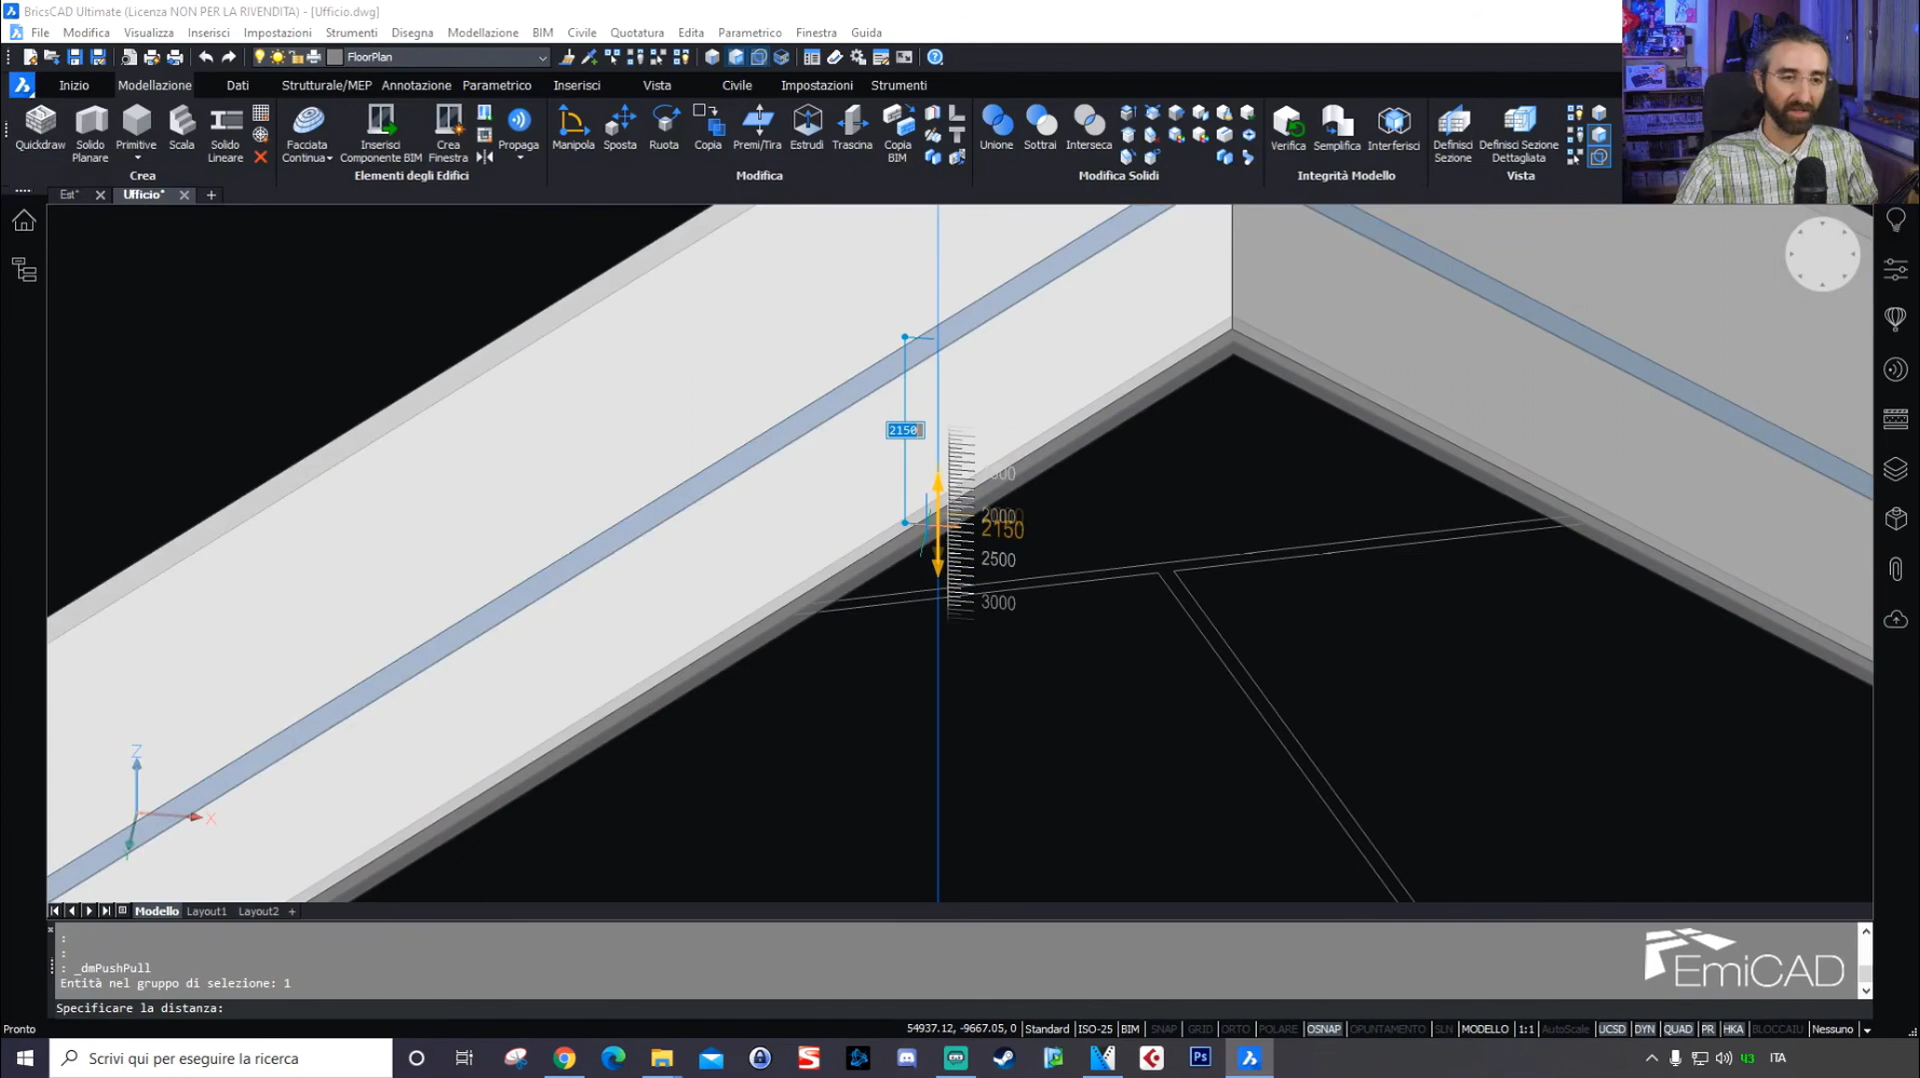 BricsCAD Ultimate (Licenza NON PER LA RIVENDITA) - [Ufficio.dwg]
File Modifica Visualizza Inserisci Impostazioni Strumenti Disegna Modellazione BIM Civile Quotatura Edita Parametrico Finestra Guida
FloorPlan
Inizio Modellazione Dati Strutturale/MEP Annotazione Parametrico Inserisci Vista Civile Impostazioni Strumenti
Quickdraw Solido Planare Primitive Scala Solido Lineare Facciata Continua Inserisci Componente BIM Crea Finestra Propaga Manipola Sposta Ruota Copia Premi/Tira Estrudi Trascina Copia BIM Unione Sottrai Interseca Verifica Semplifica Interferisci Definisci Sezione Definisci Sezione Dettagliata
Crea Elementi degli Edifici Modifica Modifica Solidi Integrità Modello Vista
Est* Ufficio*
2150
2000
2150
2500
3000
Z
X
Y
Modello Layout1 Layout2 +
:
:
: _dmPushPull
Entità nel gruppo di selezione: 1
Specificare la distanza:
EmiCAD
Pronto 54937.12, -9667.05, 0 Standard ISO-25 BIM SNAP GRID ORTO POLARE OSNAP OPUNTAMENTO SLN MODELLO 1:1 AutoScale UCSD DYN QUAD PR HKA BLOCCAIU Nessuno
Scrivi qui per eseguire la ricerca
Ps
43
ITA